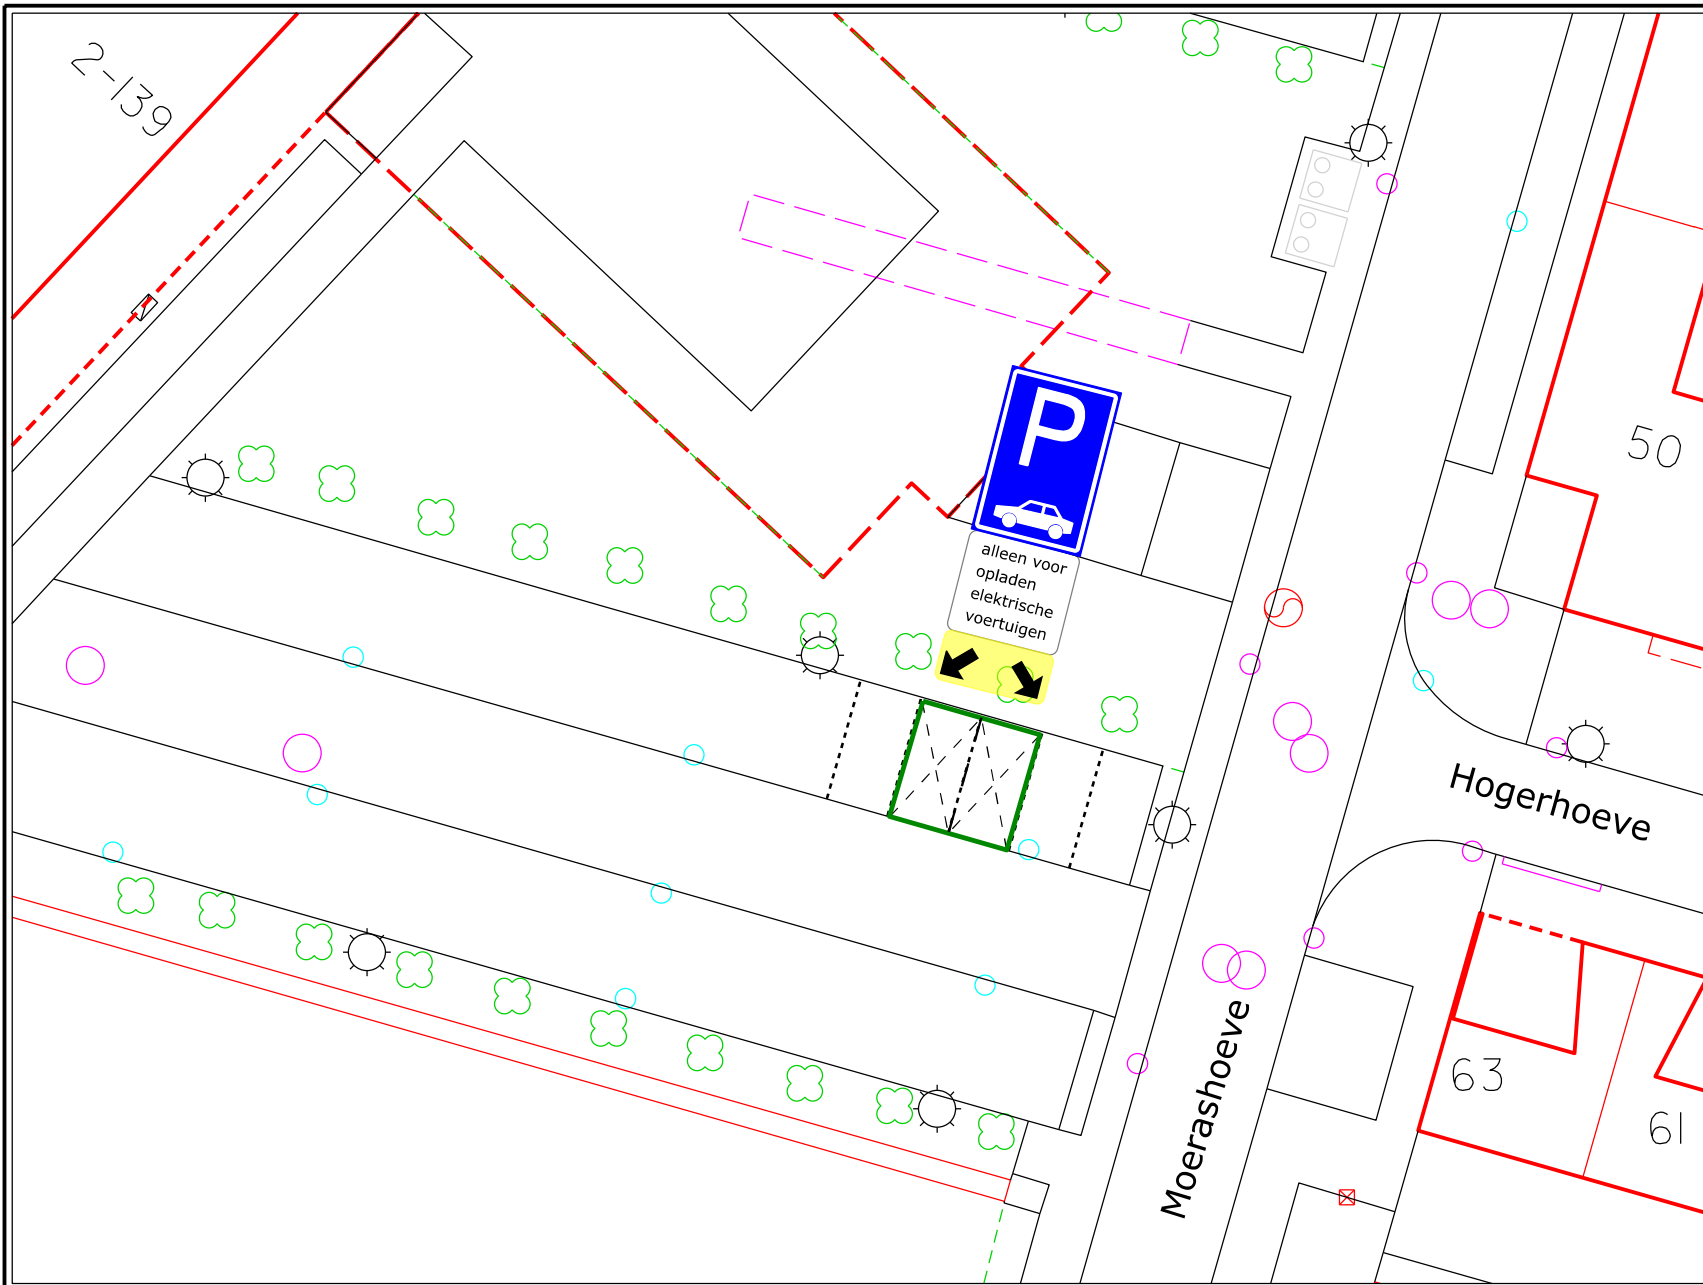 2-139
50
P
alleen voor
opladen
elektrische
voertuigen
Hogerhoeve
Moerashoeve
63
61